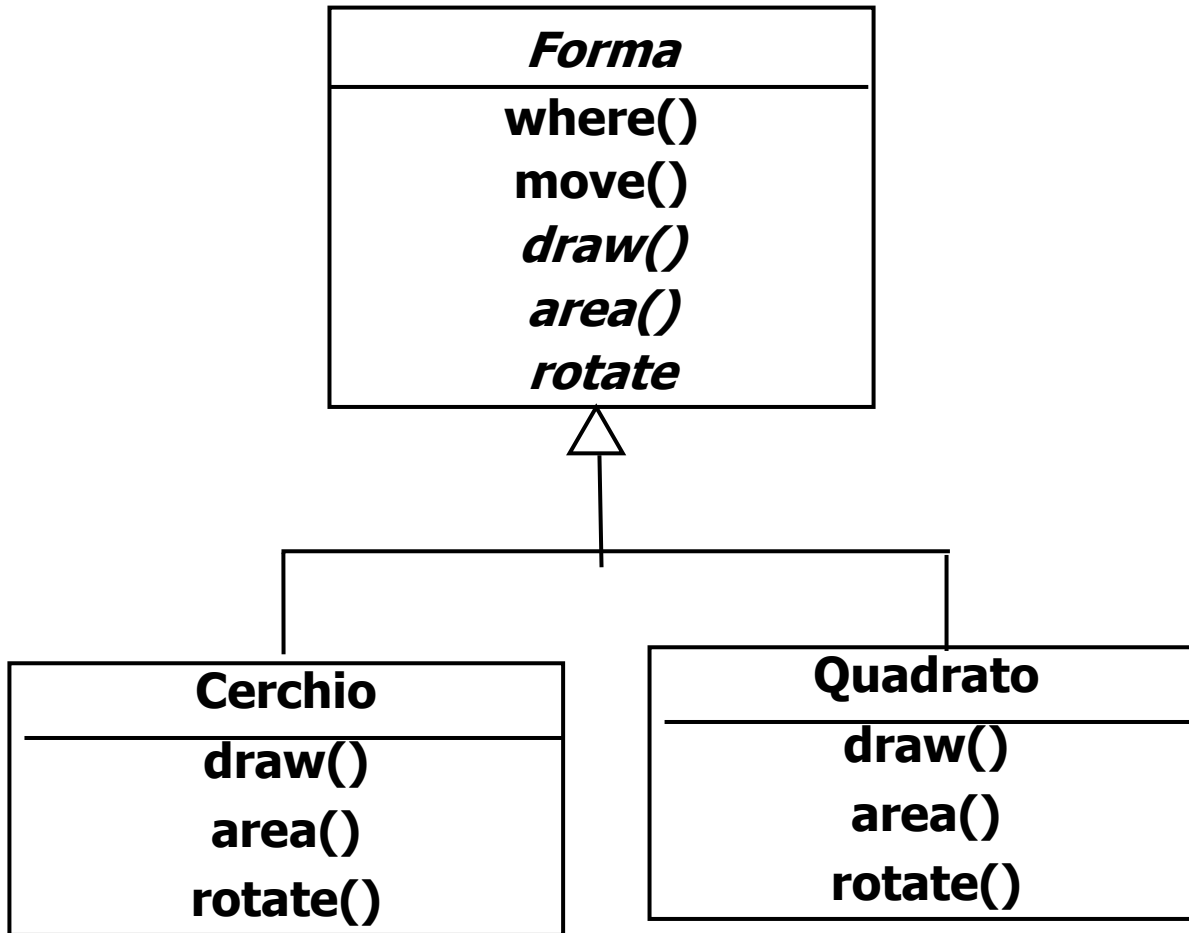 Forma
where()
move()
draw()
area()
rotate
Cerchio
draw()
area()
rotate()
Quadrato
draw()
area()
rotate()